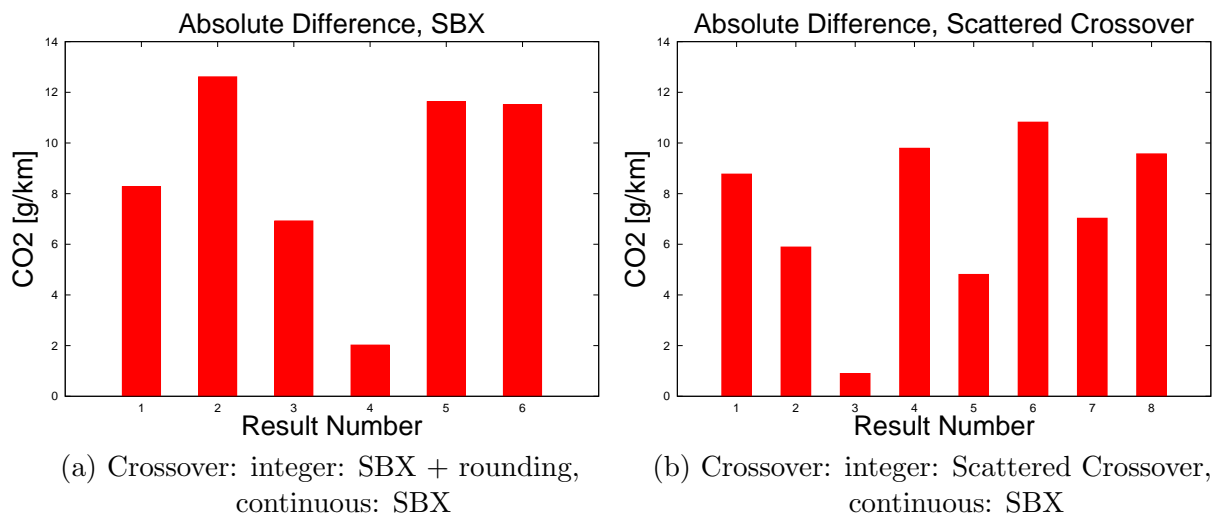 Absolute Difference, SBX
14
12
10
8
6
4
2
0
CO2 [g/km]
1 2 3 4 5 6
Result Number
(a) Crossover: integer: SBX + rounding,
continuous: SBX
Absolute Difference, Scattered Crossover
14
12
10
8
6
4
2
0
CO2 [g/km]
1 2 3 4 5 6 7 8
Result Number
(b) Crossover: integer: Scattered Crossover,
continuous: SBX